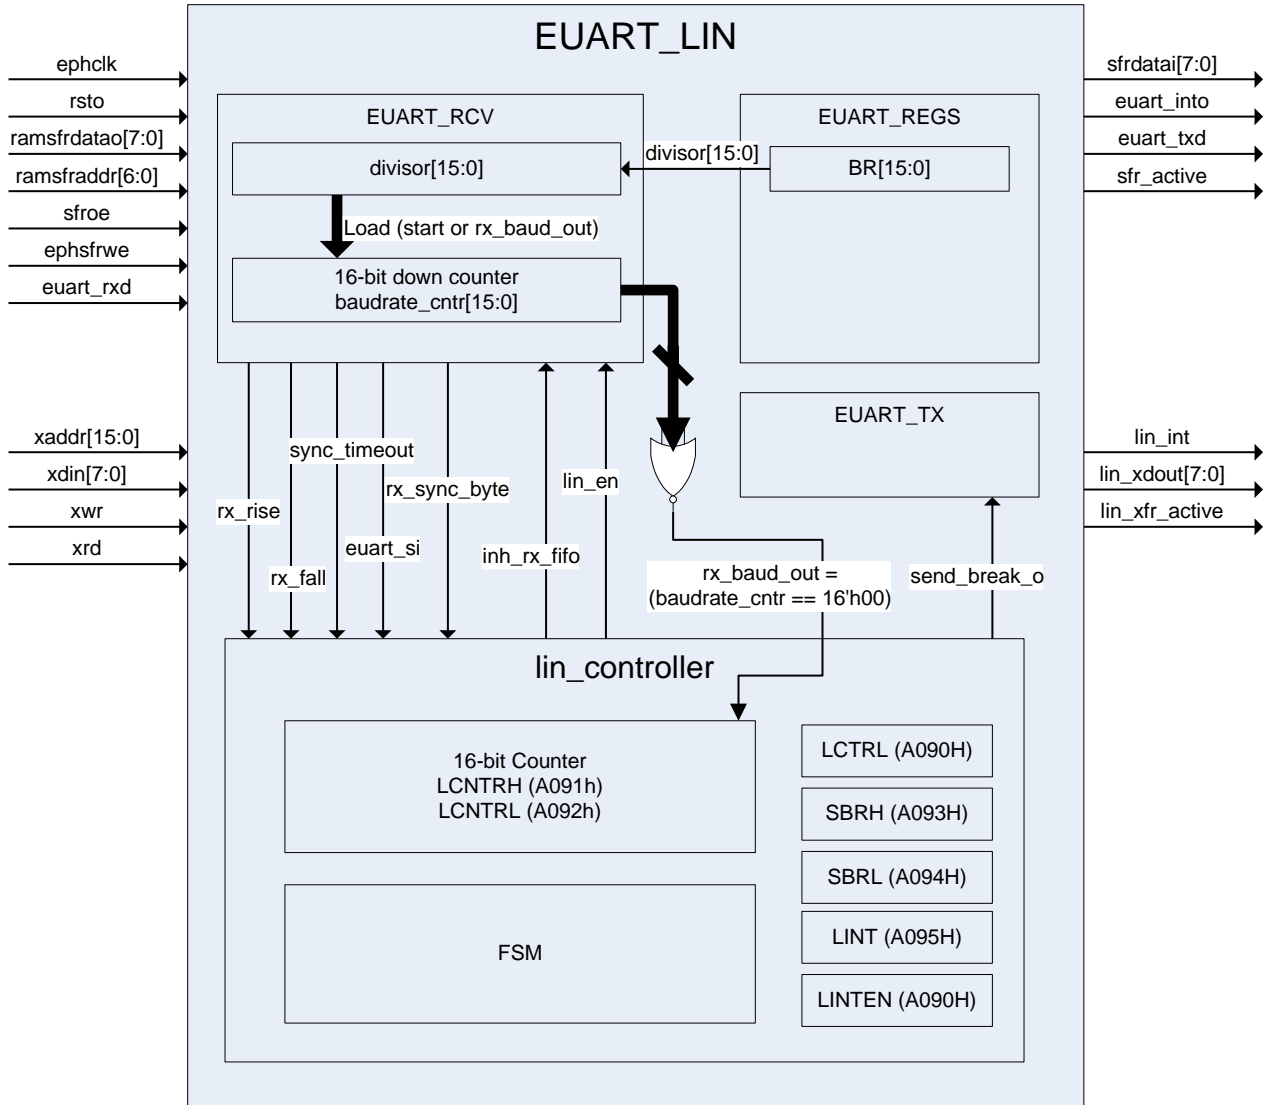 EUART_LIN
ephclk
rsto
ramsfrdatao[7:0]
ramsfraddr[6:0]
sfroe
ephsfrwe
euart_rxd
xaddr[15:0]
xdin[7:0]
xwr
xrd
sfrdatai[7:0]
euart_into
euart_txd
sfr_active
lin_int
lin_xdout[7:0]
lin_xfr_active
EUART_RCV
divisor[15:0]
Load (start or rx_baud_out)
16-bit down counter
baudrate_cntr[15:0]
divisor[15:0]
EUART_REGS
BR[15:0]
EUART_TX
sync_timeout
rx_sync_byte
lin_en
rx_rise
euart_si
inh_rx_fifo
rx_fall
rx_baud_out =
(baudrate_cntr == 16'h00)
send_break_o
lin_controller
16-bit Counter
LCNTRH (A091h)
LCNTRL (A092h)
FSM
LCTRL (A090H)
SBRH (A093H)
SBRL (A094H)
LINT (A095H)
LINTEN (A090H)